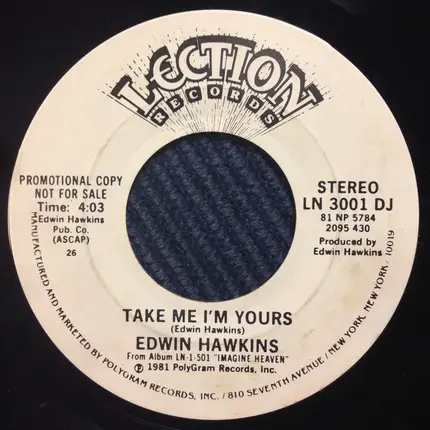 LECTION
RECORDS
PROMOTIONAL COPY
NOT FOR SALE
Time: 4:03
Edwin Hawkins
Pub. Co.
(ASCAP)
26
STEREO
LN 3001 DJ
81 NP 5784
2095 430
Produced by
Edwin Hawkins
TAKE ME I'M YOURS
(Edwin Hawkins)
EDWIN HAWKINS
From Album LN-1-501 "IMAGINE HEAVEN"
℗ 1981 PolyGram Records, Inc.
MANUFACTURED AND MARKETED BY POLYGRAM RECORDS, INC. / 810 SEVENTH AVENUE / NEW YORK, NEW YORK 10019